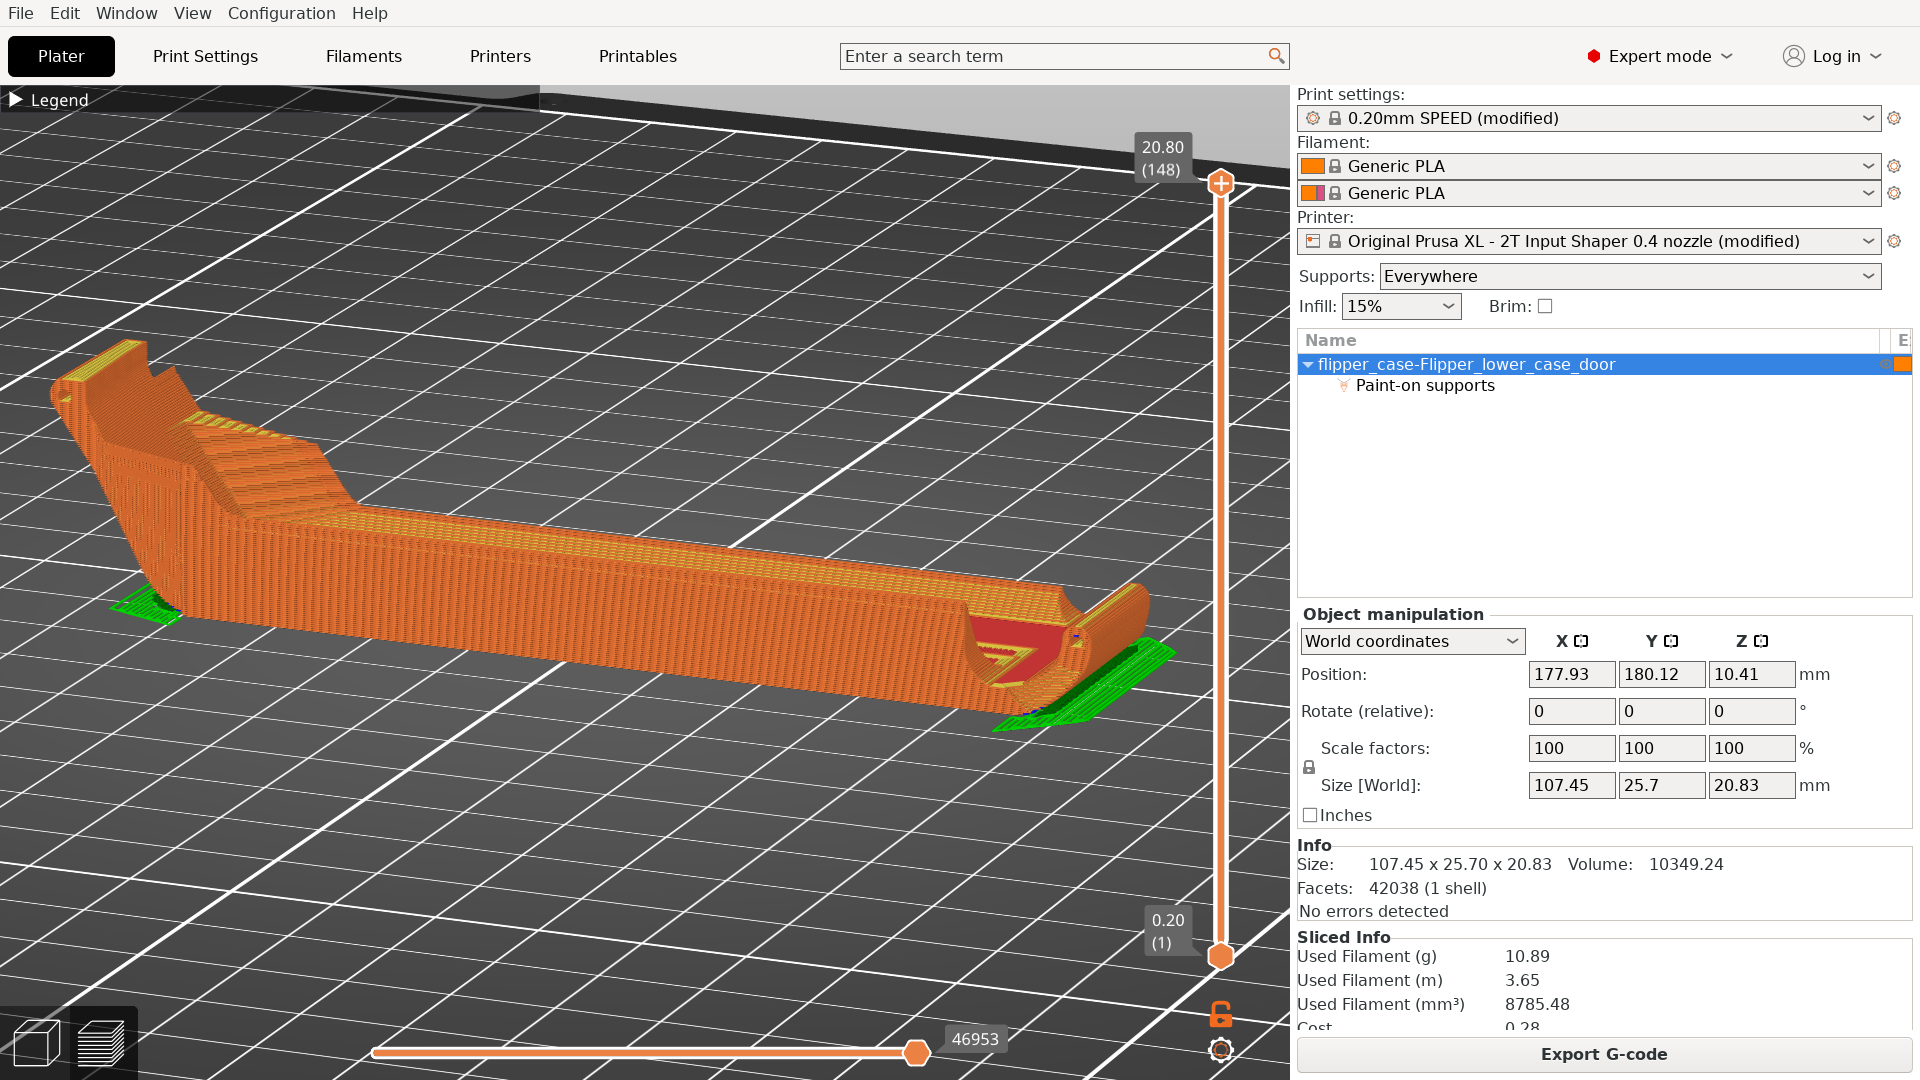 File Edit Window View Configuration Help
Plater Print Settings Filaments Printers Printables Enter a search term Expert mode Log in
Legend
20.80
(148)
0.20
(1)
46953
Print settings:
0.20mm SPEED (modified)
Filament:
Generic PLA
Generic PLA
Printer:
Original Prusa XL - 2T Input Shaper 0.4 nozzle (modified)
Supports: Everywhere
Infill: 15% Brim:
Name E
flipper_case-Flipper_lower_case_door
Paint-on supports
Object manipulation
World coordinates X Y Z
Position: 177.93 180.12 10.41 mm
Rotate (relative): 0 0 0 °
Scale factors: 100 100 100 %
Size [World]: 107.45 25.7 20.83 mm
Inches
Info
Size: 107.45 x 25.70 x 20.83 Volume: 10349.24
Facets: 42038 (1 shell)
No errors detected
Sliced Info
Used Filament (g) 10.89
Used Filament (m) 3.65
Used Filament (mm³) 8785.48
Cost 0.28
Export G-code